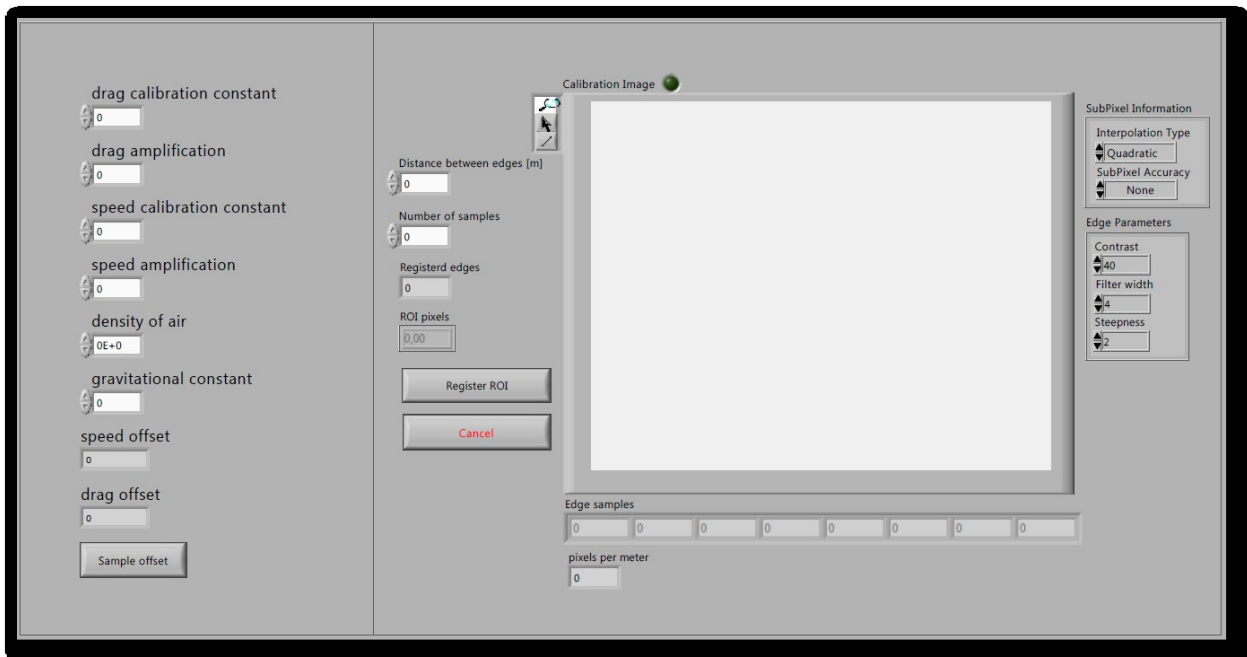 drag calibration constant
0
drag amplification
0
speed calibration constant
0
speed amplification
0
density of air
0E+0
gravitational constant
0
speed offset
0
drag offset
0
Sample offset
Calibration Image
Distance between edges [m]
0
Number of samples
0
Registerd edges
0
ROI pixels
0,00
Register ROI
Cancel
Edge samples
0 0 0 0 0 0 0 0
pixels per meter
0
SubPixel Information
Interpolation Type
Quadratic
SubPixel Accuracy
None
Edge Parameters
Contrast
40
Filter width
4
Steepness
2